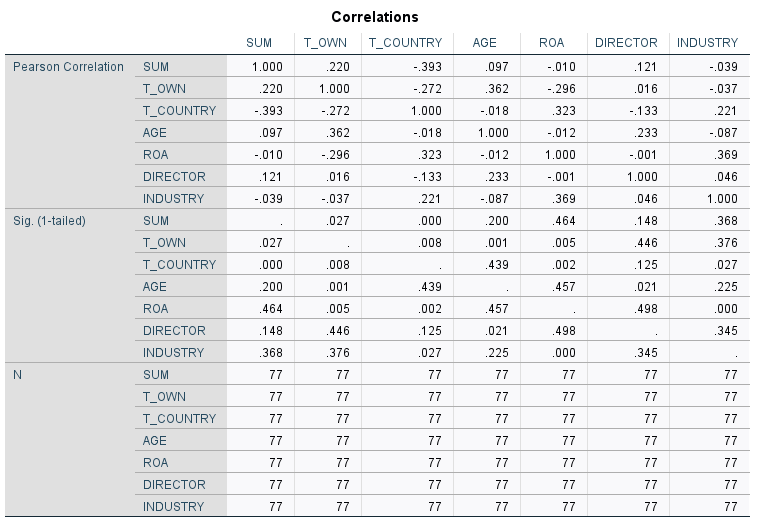 Correlations
SUM T_OWN T_COUNTRY AGE ROA DIRECTOR INDUSTRY
Pearson Correlation SUM 1.000 .220 -.393 .097 -.010 .121 -.039
T_OWN .220 1.000 -.272 .362 -.296 .016 -.037
T_COUNTRY -.393 -.272 1.000 -.018 .323 -.133 .221
AGE .097 .362 -.018 1.000 -.012 .233 -.087
ROA -.010 -.296 .323 -.012 1.000 -.001 .369
DIRECTOR .121 .016 -.133 .233 -.001 1.000 .046
INDUSTRY -.039 -.037 .221 -.087 .369 .046 1.000
Sig. (1-tailed) SUM . .027 .000 .200 .464 .148 .368
T_OWN .027 . .008 .001 .005 .446 .376
T_COUNTRY .000 .008 . .439 .002 .125 .027
AGE .200 .001 .439 . .457 .021 .225
ROA .464 .005 .002 .457 . .498 .000
DIRECTOR .148 .446 .125 .021 .498 . .345
INDUSTRY .368 .376 .027 .225 .000 .345 .
N SUM 77 77 77 77 77 77 77
T_OWN 77 77 77 77 77 77 77
T_COUNTRY 77 77 77 77 77 77 77
AGE 77 77 77 77 77 77 77
ROA 77 77 77 77 77 77 77
DIRECTOR 77 77 77 77 77 77 77
INDUSTRY 77 77 77 77 77 77 77